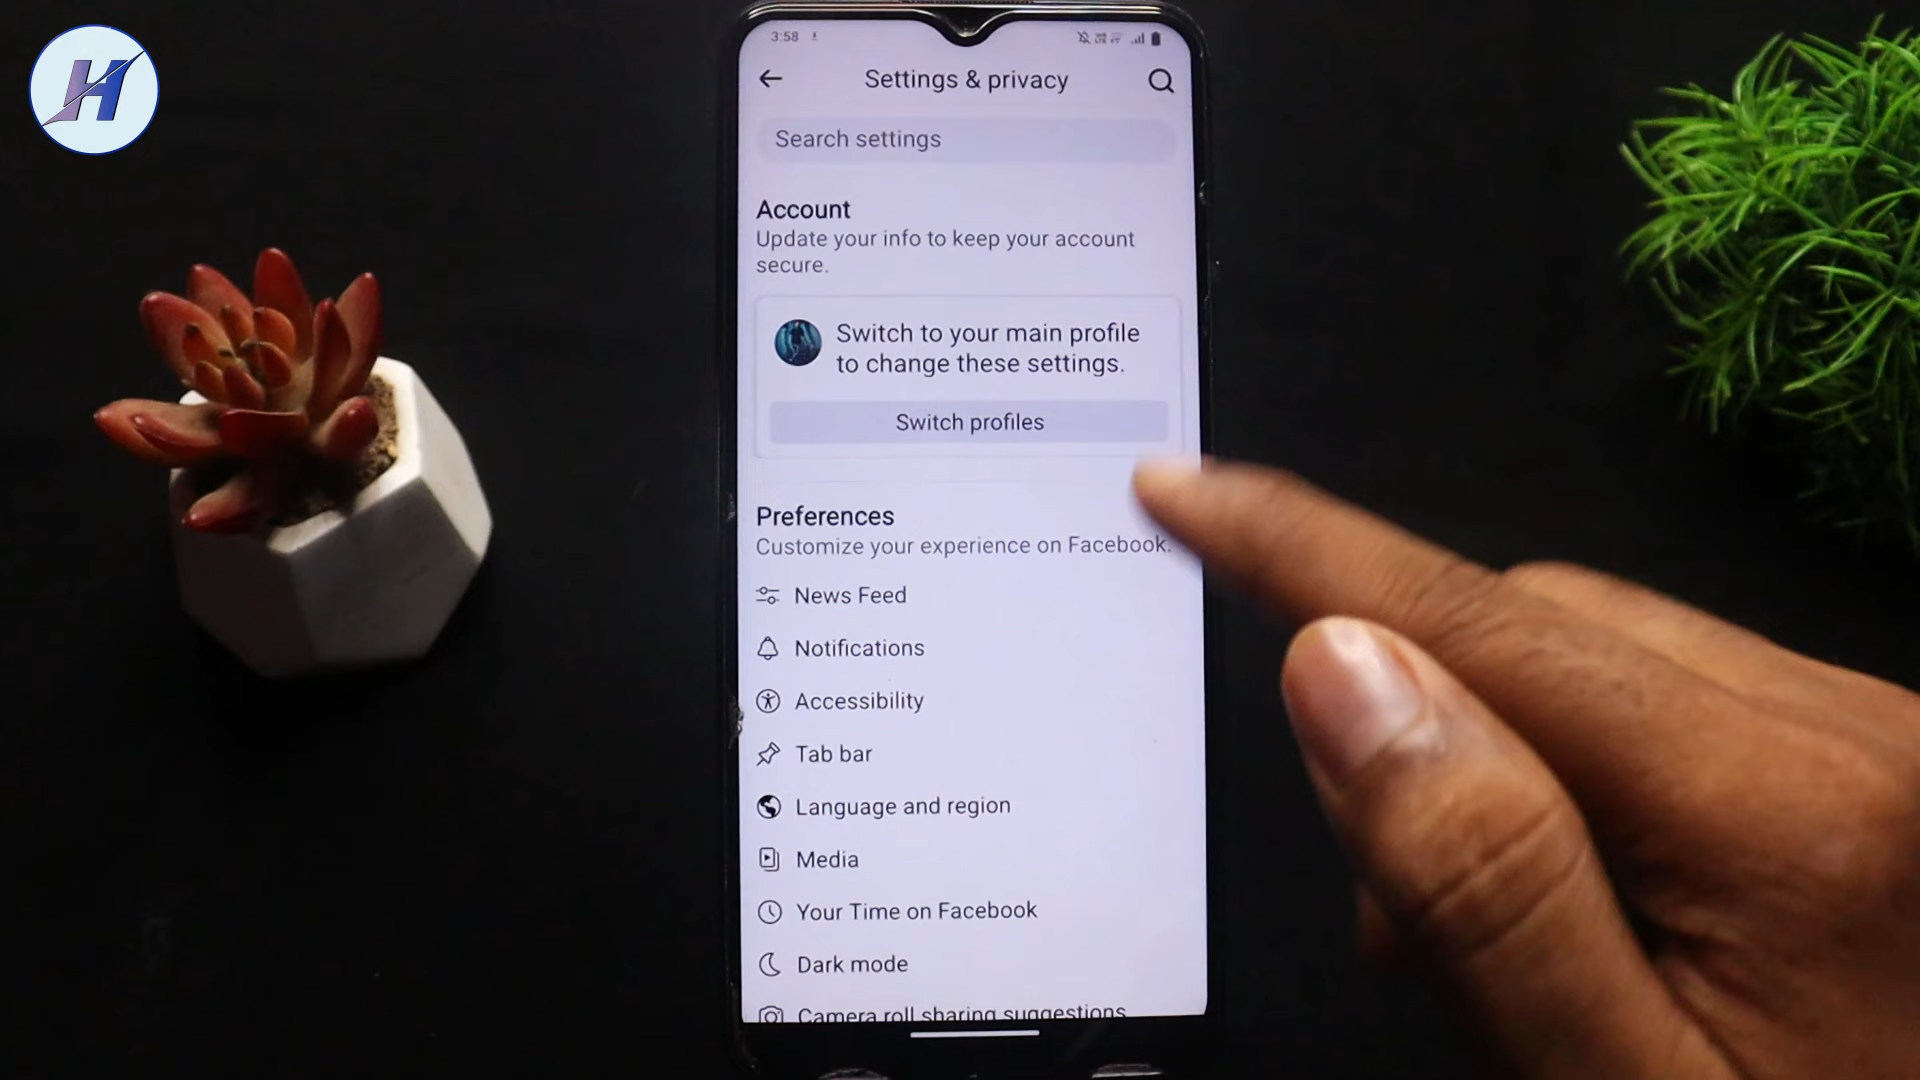 H
3:58
Settings & privacy
Search settings
Account
Update your info to keep your account
secure.
Switch to your main profile
to change these settings.
Switch profiles
Preferences
Customize your experience on Facebook.
News Feed
Notifications
Accessibility
Tab bar
Language and region
Media
Your Time on Facebook
Dark mode
Camera roll sharing suggestions